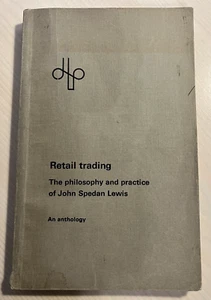 Retail trading
The philosophy and practice
of John Spedan Lewis
An anthology